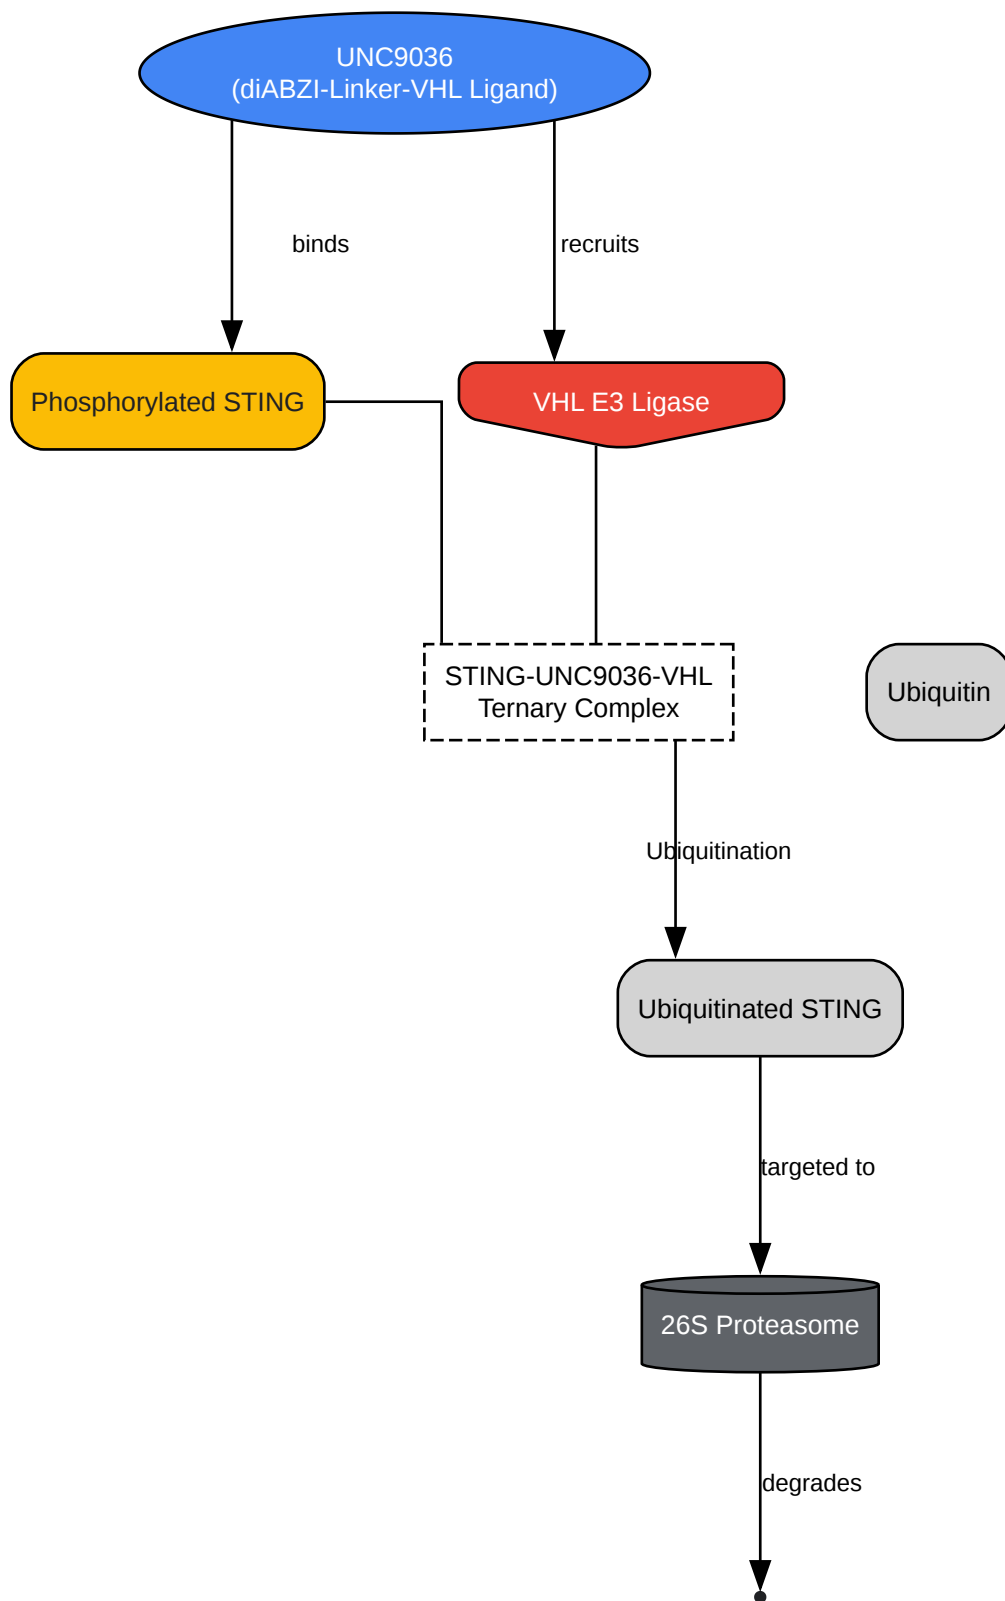 UNC9036
(diABZI-Linker-VHL Ligand)
binds
recruits
Phosphorylated STING
VHL E3 Ligase
STING-UNC9036-VHL
Ternary Complex
Ubiquitin
Ubiquitination
Ubiquitinated STING
targeted to
26S Proteasome
degrades